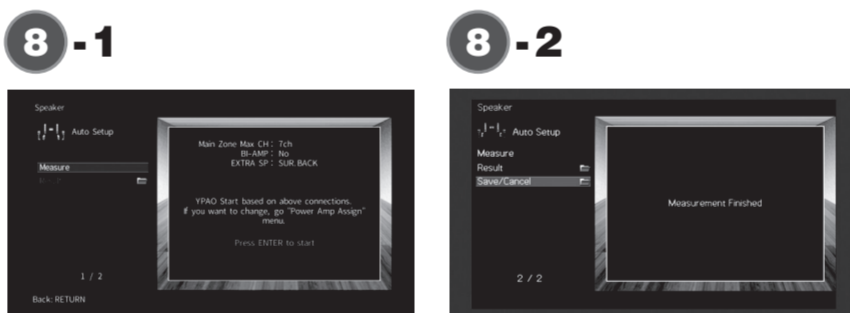 8-1
Speaker
Auto Setup
Measure
Main Zone Max CH: 7ch
BI-AMP: No
EXTRA SP: SUR.BACK
YPAO Start based on above connections.
If you want to change, go "Power Amp Assign"
menu.
Press ENTER to start
1 / 2
Back: RETURN
8-2
Speaker
Auto Setup
Measure
Result
Save/Cancel
Measurement Finished
2 / 2